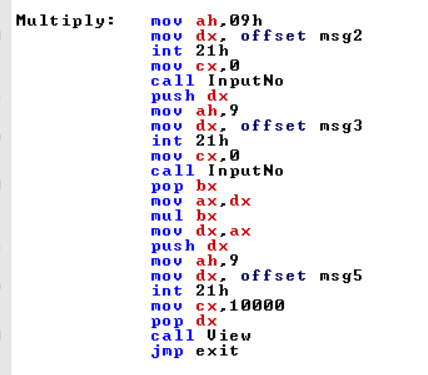 Multiply: mov ah,09h
mov dx, offset msg2
int 21h
mov cx,0
call InputNo
push dx
mov ah,9
mov dx, offset msg3
int 21h
mov cx,0
call InputNo
pop bx
mov ax,dx
mul bx
mov dx,ax
push dx
mov ah,9
mov dx, offset msg5
int 21h
mov cx,10000
pop dx
call View
jmp exit